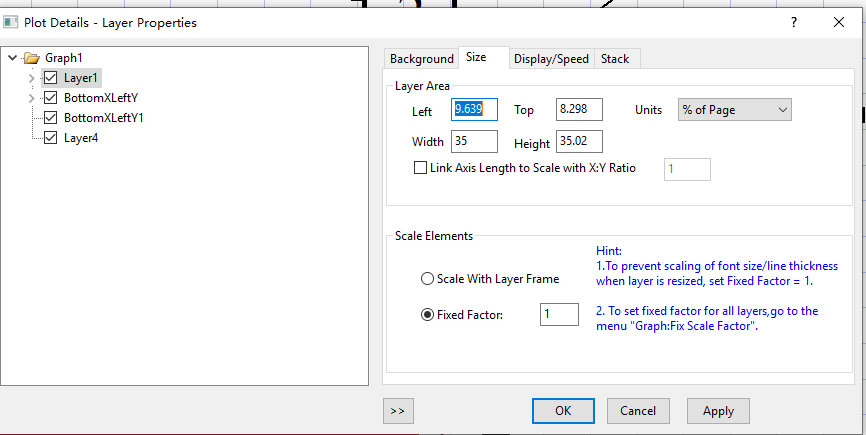 Plot Details - Layer Properties
?
Graph1
Layer1
BottomXLeftY
BottomXLeftY1
Layer4
Background Size Display/Speed Stack
Layer Area
Left 9.639 Top 8.298 Units % of Page
Width 35 Height 35.02
Link Axis Length to Scale with X:Y Ratio 1
Scale Elements
Scale With Layer Frame
Fixed Factor: 1
Hint:
1.To prevent scaling of font size/line thickness
when layer is resized, set Fixed Factor = 1.
2. To set fixed factor for all layers,go to the
menu "Graph:Fix Scale Factor".
>> OK Cancel Apply